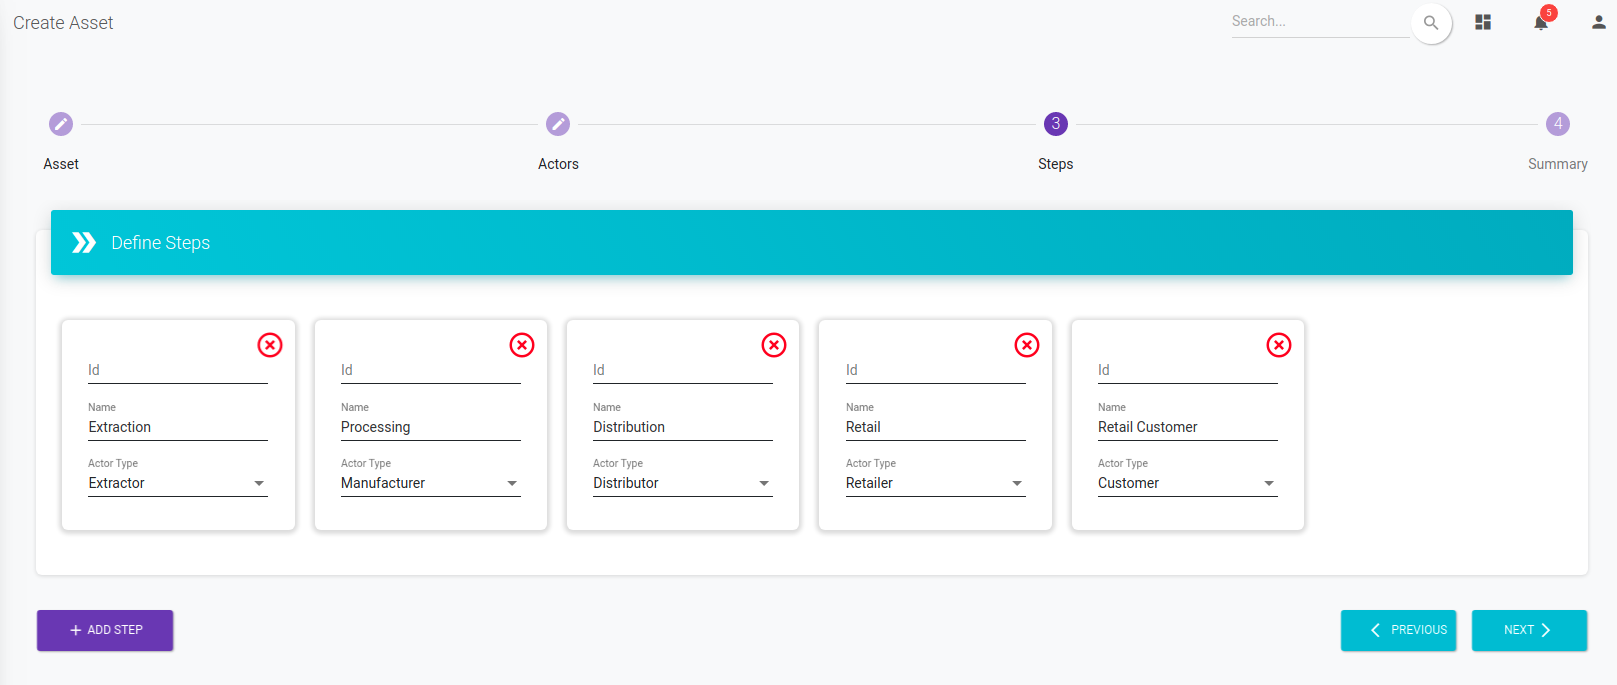 Create Asset
Search...
5
3
4
Asset
Actors
Steps
Summary
Define Steps
Id
Name
Extraction
Actor Type
Extractor
Id
Name
Processing
Actor Type
Manufacturer
Id
Name
Distribution
Actor Type
Distributor
Id
Name
Retail
Actor Type
Retailer
Id
Name
Retail Customer
Actor Type
Customer
+ ADD STEP
PREVIOUS
NEXT